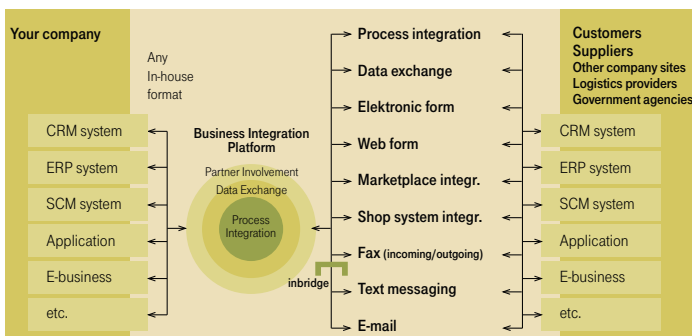 Your company
Any
In-house
format
CRM system
ERP system
SCM system
Application
E-business
etc.
Business Integration
Platform
Partner Involvement
Data Exchange
Process
Integration
Process integration
Data exchange
Elektronic form
Web form
Marketplace integr.
Shop system integr.
Fax (incoming/outgoing)
inbridge
Text messaging
E-mail
Customers
Suppliers
Other company sites
Logistics providers
Government agencies
CRM system
ERP system
SCM system
Application
E-business
etc.